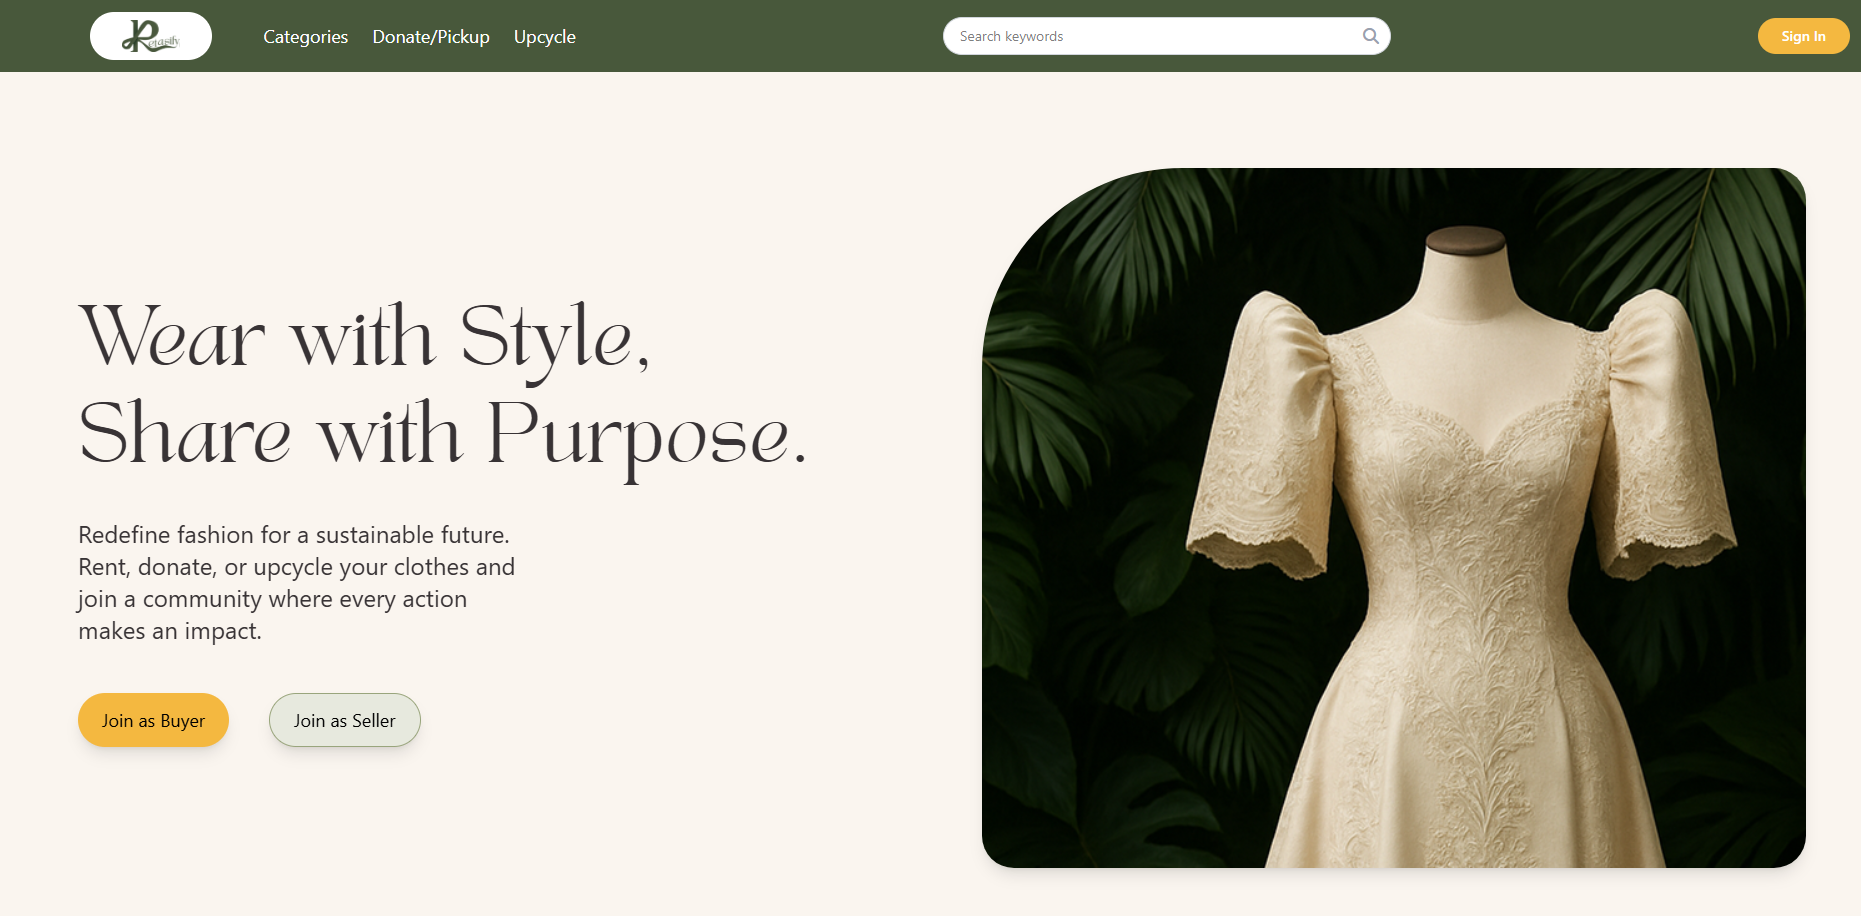 Retastify
Categories
Donate/Pickup
Upcycle
Search keywords
Sign In
Wear with Style,
Share with Purpose.
Redefine fashion for a sustainable future.
Rent, donate, or upcycle your clothes and
join a community where every action
makes an impact.
Join as Buyer
Join as Seller